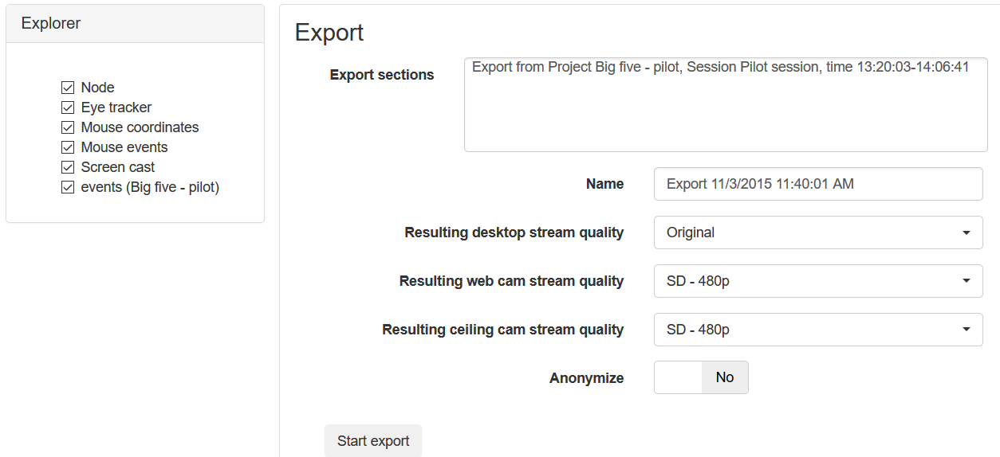 Explorer
Node
Eye tracker
Mouse coordinates
Mouse events
Screen cast
events (Big five - pilot)
Export
Export sections
Export from Project Big five - pilot, Session Pilot session, time 13:20:03-14:06:41
Name
Export 11/3/2015 11:40:01 AM
Resulting desktop stream quality
Original
Resulting web cam stream quality
SD - 480p
Resulting ceiling cam stream quality
SD - 480p
Anonymize
No
Start export